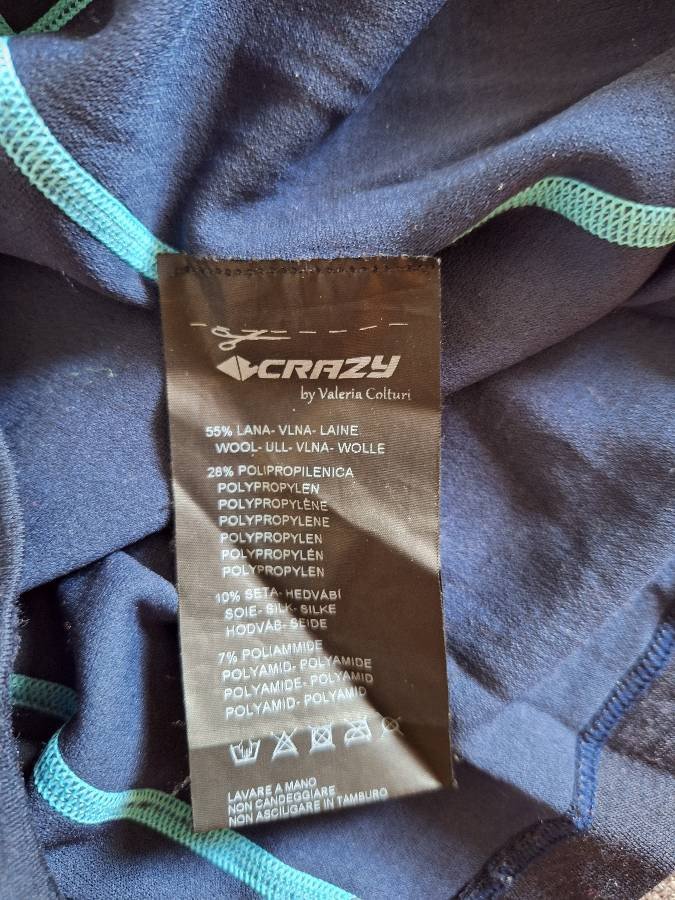 CRAZY
by Valeria Colturi
55% LANA- VLNA- LAINE
WOOL- ULL- VLNA- WOLLE
28% POLIPROPILENICA
POLYPROPYLEN
POLYPROPYLÈNE
POLYPROPYLENE
POLYPROPYLEN
POLYPROPYLÉN
POLYPROPYLEN
10% SETA- HEDVÁBÍ
SOIE- SILK- SILKE
HODVÁB- SEIDE
7% POLIAMMIDE
POLYAMID- POLYAMIDE
POLYAMIDE- POLYAMID
POLYAMID- POLYAMID
LAVARE A MANO
NON CANDEGGIARE
NON ASCIUGARE IN TAMBURO